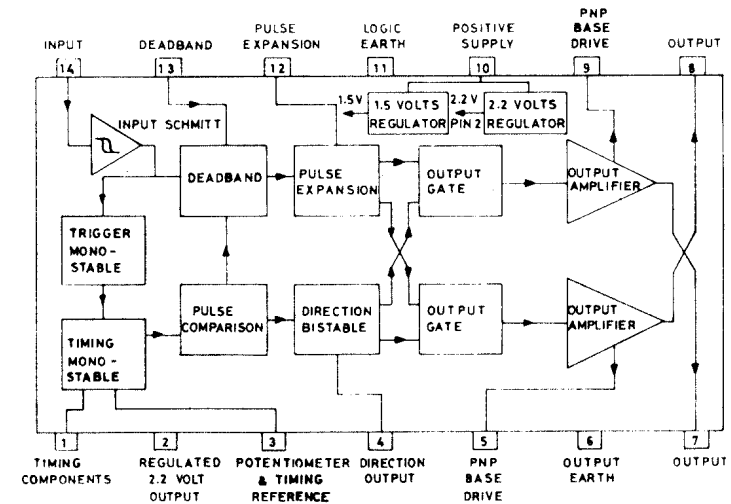 INPUT
DEADBAND
PULSE
EXPANSION
LOGIC
EARTH
POSITIVE
SUPPLY
PNP
BASE
DRIVE
OUTPUT
14
13
12
11
10
9
8
INPUT SCHMITT
1.5 V
1.5 VOLTS
REGULATOR
2.2 V
PIN 2
2.2 VOLTS
REGULATOR
DEADBAND
PULSE
EXPANSION
OUTPUT
GATE
OUTPUT
AMPLIFIER
TRIGGER
MONO-
STABLE
PULSE
COMPARISON
DIRECTION
BISTABLE
OUTPUT
GATE
OUTPUT
AMPLIFIER
TIMING
MONO-
STABLE
1
2
3
4
5
6
7
TIMING
COMPONENTS
REGULATED
2.2 VOLT
OUTPUT
POTENTIOMETER
& TIMING
REFERENCE
DIRECTION
OUTPUT
PNP
BASE
DRIVE
OUTPUT
EARTH
OUTPUT